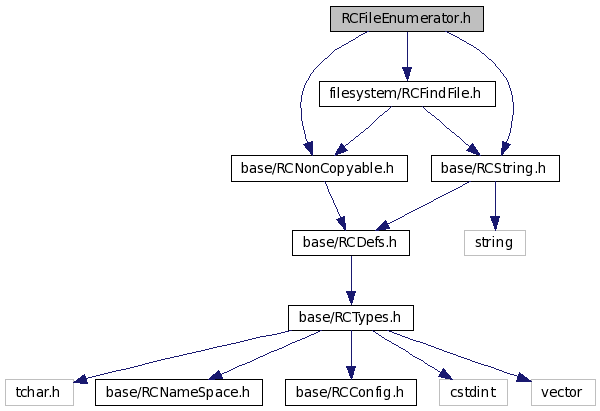 RCFileEnumerator.h
filesystem/RCFindFile.h
base/RCNonCopyable.h
base/RCString.h
base/RCDefs.h
string
base/RCTypes.h
tchar.h
base/RCNameSpace.h
base/RCConfig.h
cstdint
vector